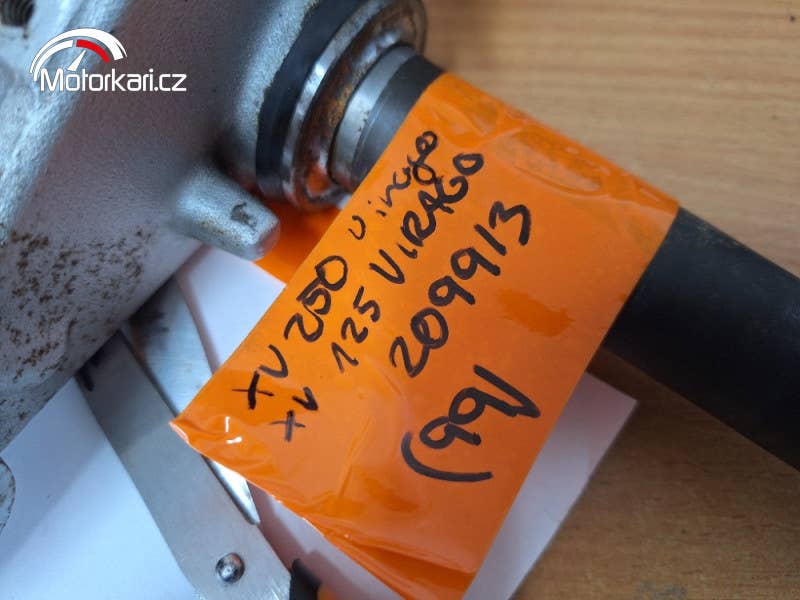 Motorkari.cz
XV 250 Virago
XV 125 VIRAGO
209913
(99)